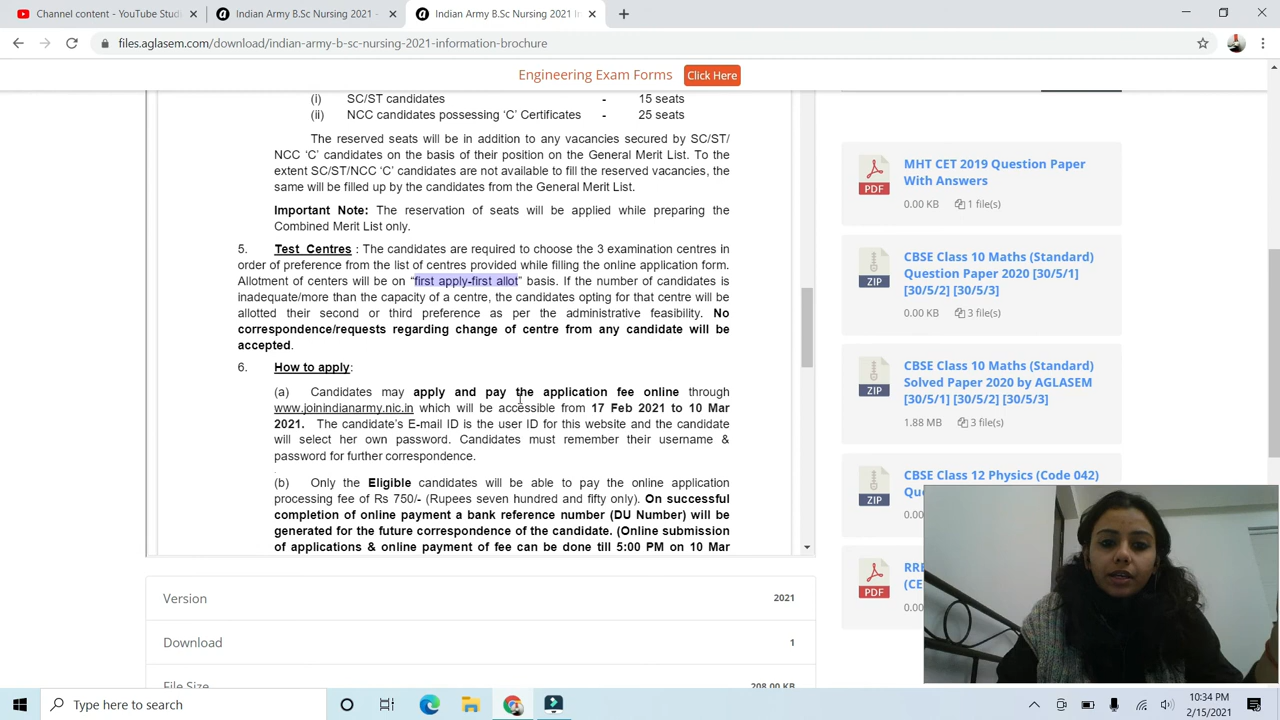 Channel content - YouTube Studi
Indian Army B.Sc Nursing 2021 -
Indian Army B.Sc Nursing 2021 I
files.aglasem.com/download/indian-army-b-sc-nursing-2021-information-brochure
Engineering Exam Forms Click Here
(i) SC/ST candidates - 15 seats
(ii) NCC candidates possessing ‘C’ Certificates - 25 seats
The reserved seats will be in addition to any vacancies secured by SC/ST/
NCC ‘C’ candidates on the basis of their position on the General Merit List. To the
extent SC/ST/NCC ‘C’ candidates are not available to fill the reserved vacancies, the
same will be filled up by the candidates from the General Merit List.
Important Note: The reservation of seats will be applied while preparing the
Combined Merit List only.
5. Test Centres : The candidates are required to choose the 3 examination centres in
order of preference from the list of centres provided while filling the online application form.
Allotment of centers will be on “first apply-first allot” basis. If the number of candidates is
inadequate/more than the capacity of a centre, the candidates opting for that centre will be
allotted their second or third preference as per the administrative feasibility. No
correspondence/requests regarding change of centre from any candidate will be
accepted.
6. How to apply:
(a) Candidates may apply and pay the application fee online through
www.joinindianarmy.nic.in which will be accessible from 17 Feb 2021 to 10 Mar
2021. The candidate’s E-mail ID is the user ID for this website and the candidate
will select her own password. Candidates must remember their username &
password for further correspondence.
(b) Only the Eligible candidates will be able to pay the online application
processing fee of Rs 750/- (Rupees seven hundred and fifty only). On successful
completion of online payment a bank reference number (DU Number) will be
generated for the future correspondence of the candidate. (Online submission
of applications & online payment of fee can be done till 5:00 PM on 10 Mar
Version 2021
Download 1
File Size 208.00 KB
PDF
MHT CET 2019 Question Paper
With Answers
0.00 KB 1 file(s)
ZIP
CBSE Class 10 Maths (Standard)
Question Paper 2020 [30/5/1]
[30/5/2] [30/5/3]
0.00 KB 3 file(s)
ZIP
CBSE Class 10 Maths (Standard)
Solved Paper 2020 by AGLASEM
[30/5/1] [30/5/2] [30/5/3]
1.88 MB 3 file(s)
ZIP
CBSE Class 12 Physics (Code 042)
Qu
0.00
PDF
RRB
(CE
0.00
Type here to search
10:34 PM
2/15/2021